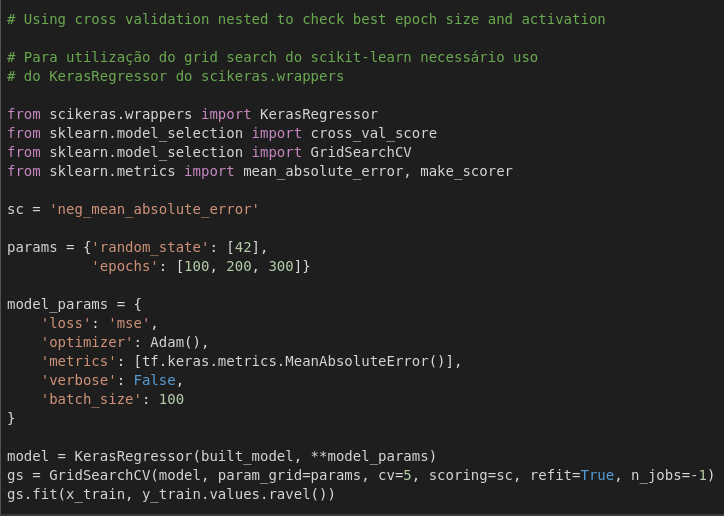 # Using cross validation nested to check best epoch size and activation
# Para utilização do grid search do scikit-learn necessário uso
# do KerasRegressor do scikeras.wrappers
from scikeras.wrappers import KerasRegressor
from sklearn.model_selection import cross_val_score
from sklearn.model_selection import GridSearchCV
from sklearn.metrics import mean_absolute_error, make_scorer
sc = 'neg_mean_absolute_error'
params = {'random_state': [42],
          'epochs': [100, 200, 300]}
model_params = {
    'loss': 'mse',
    'optimizer': Adam(),
    'metrics': [tf.keras.metrics.MeanAbsoluteError()],
    'verbose': False,
    'batch_size': 100
}
model = KerasRegressor(built_model, **model_params)
gs = GridSearchCV(model, param_grid=params, cv=5, scoring=sc, refit=True, n_jobs=-1)
gs.fit(x_train, y_train.values.ravel())